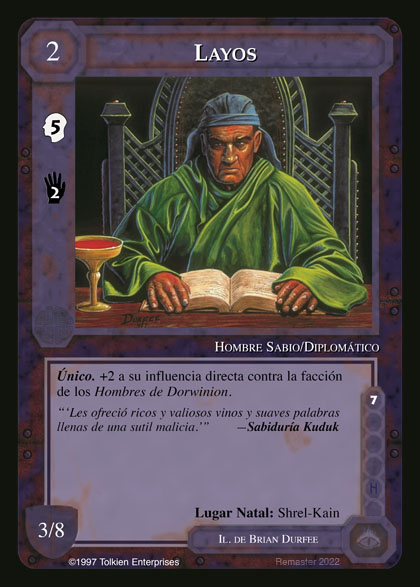 2
LAYOS
5
2
DURFEE
HOMBRE SABIO/DIPLOMÁTICO
Único. +2 a su influencia directa contra la facción
de los Hombres de Dorwinion.
“‘Les ofreció ricos y valiosos vinos y suaves palabras
llenas de una sutil malicia.’” —Sabiduría Kuduk
7
H
Lugar Natal: Shrel-Kain
3/8
IL. DE BRIAN DURFEE
©1997 Tolkien Enterprises
Remaster 2022